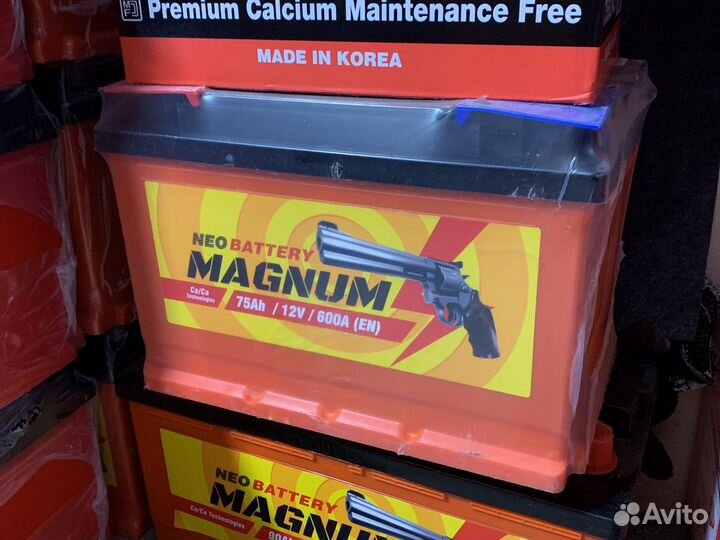 MF
Premium Calcium Maintenance Free
MADE IN KOREA
NEO BATTERY
MAGNUM
Ca/Ca
Technologies
75Ah / 12V / 600A (EN)
NEO BATTERY
MAGNUM
Ca/Ca
Technologies
Avito